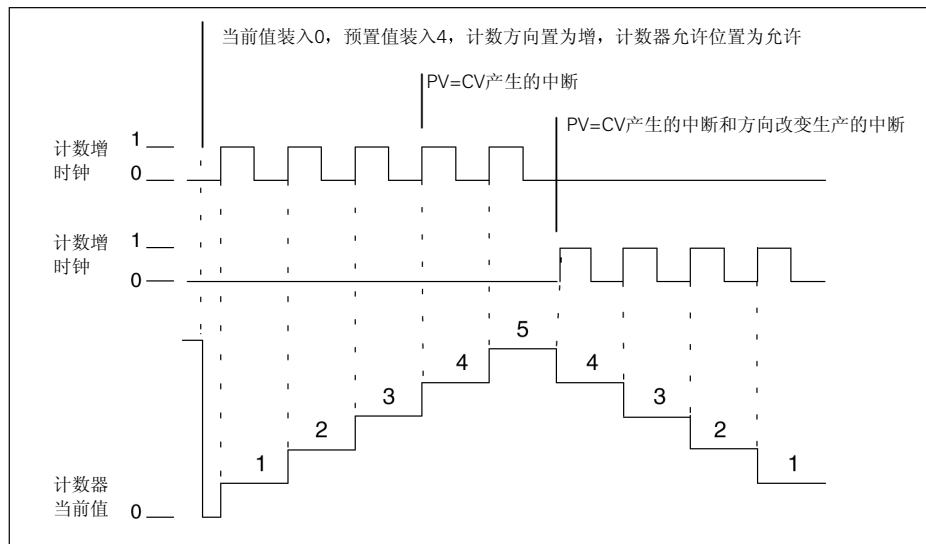 当前值装入0，预置值装入4，计数方向置为增，计数器允许位置为允许
PV=CV产生的中断
PV=CV产生的中断和方向改变生产的中断
计数增
时钟
1
0
计数增
时钟
1
0
5
4
4
3
3
2
2
1
1
计数器
当前值
0